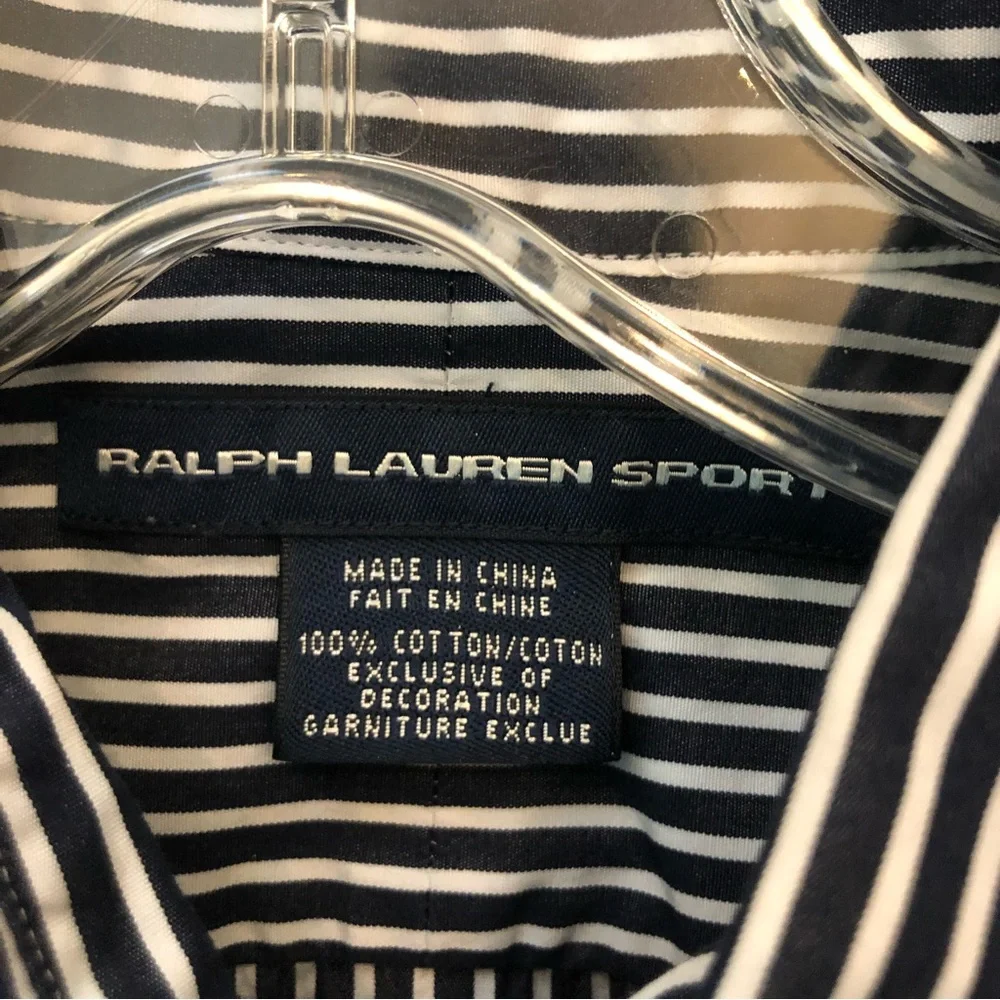 RALPH LAUREN SPORT
MADE IN CHINA
FAIT EN CHINE
100% COTTON/COTON
EXCLUSIVE OF
DECORATION
GARNITURE EXCLUE